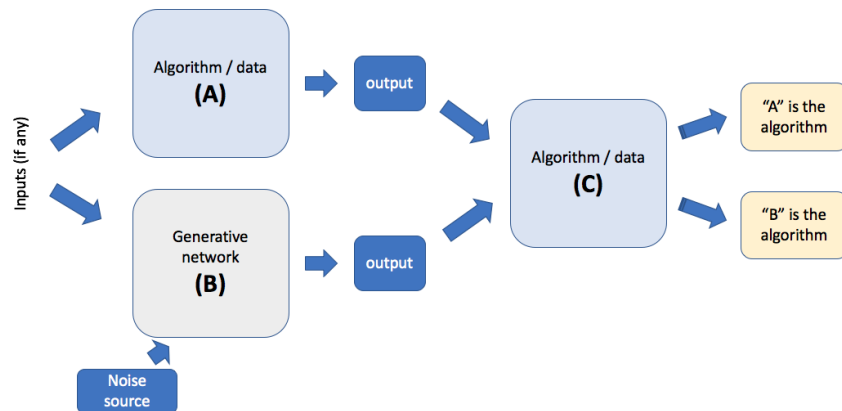 Inputs (if any)
Algorithm / data
(A)
output
Generative
network
(B)
output
Noise
source
Algorithm / data
(C)
“A” is the
algorithm
“B” is the
algorithm